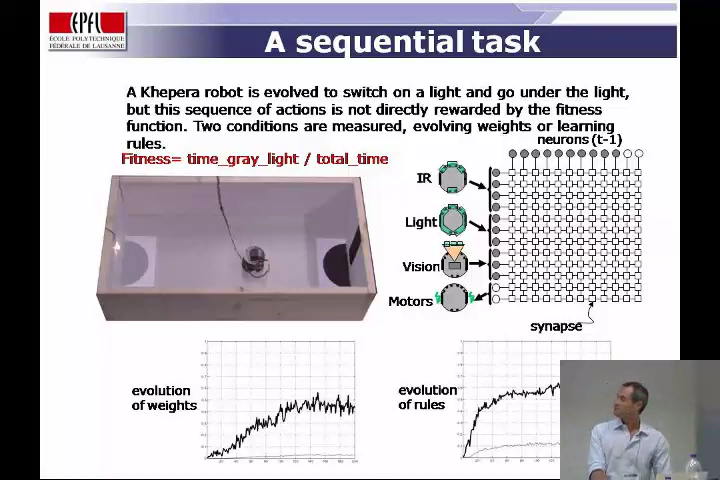 EPFL
ÉCOLE POLYTECHNIQUE
FÉDÉRALE DE LAUSANNE
A sequential task
A Khepera robot is evolved to switch on a light and go under the light,
but this sequence of actions is not directly rewarded by the fitness
function. Two conditions are measured, evolving weights or learning
rules.
Fitness= time_gray_light / total_time
neurons (t-1)
IR
Light
Vision
Motors
synapse
evolution
of weights
evolution
of rules